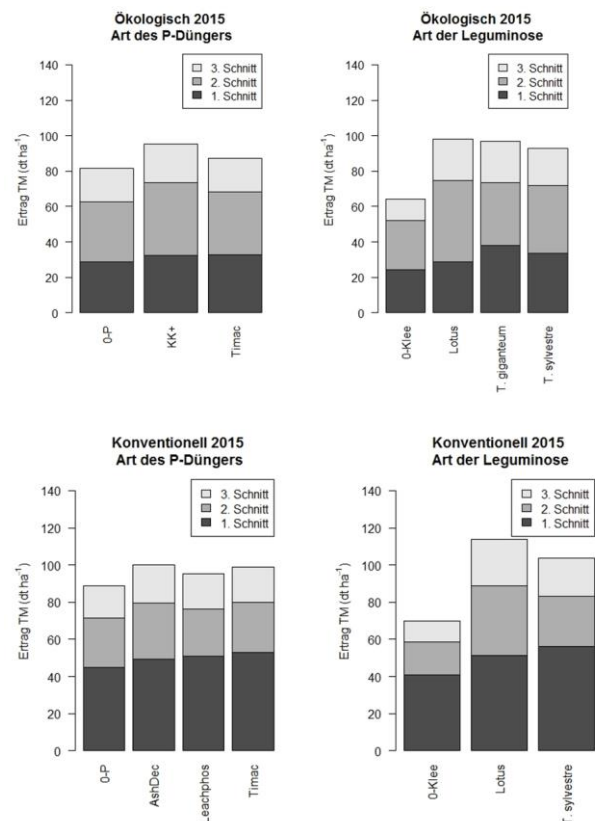 Ökologisch 2015
Art des P-Düngers
3. Schnitt
2. Schnitt
1. Schnitt
Ertrag TM (dt ha⁻¹)
140
120
100
80
60
40
20
0
0-P
KK+
Timac
Ökologisch 2015
Art der Leguminose
3. Schnitt
2. Schnitt
1. Schnitt
Ertrag TM (dt ha⁻¹)
140
120
100
80
60
40
20
0
0-Klee
Lotus
T. giganteum
T. sylvestre
Konventionell 2015
Art des P-Düngers
3. Schnitt
2. Schnitt
1. Schnitt
Ertrag TM (dt ha⁻¹)
140
120
100
80
60
40
20
0
0-P
AshDec
Leachphos
Timac
Konventionell 2015
Art der Leguminose
3. Schnitt
2. Schnitt
1. Schnitt
Ertrag TM (dt ha⁻¹)
140
120
100
80
60
40
20
0
0-Klee
Lotus
T. sylvestre